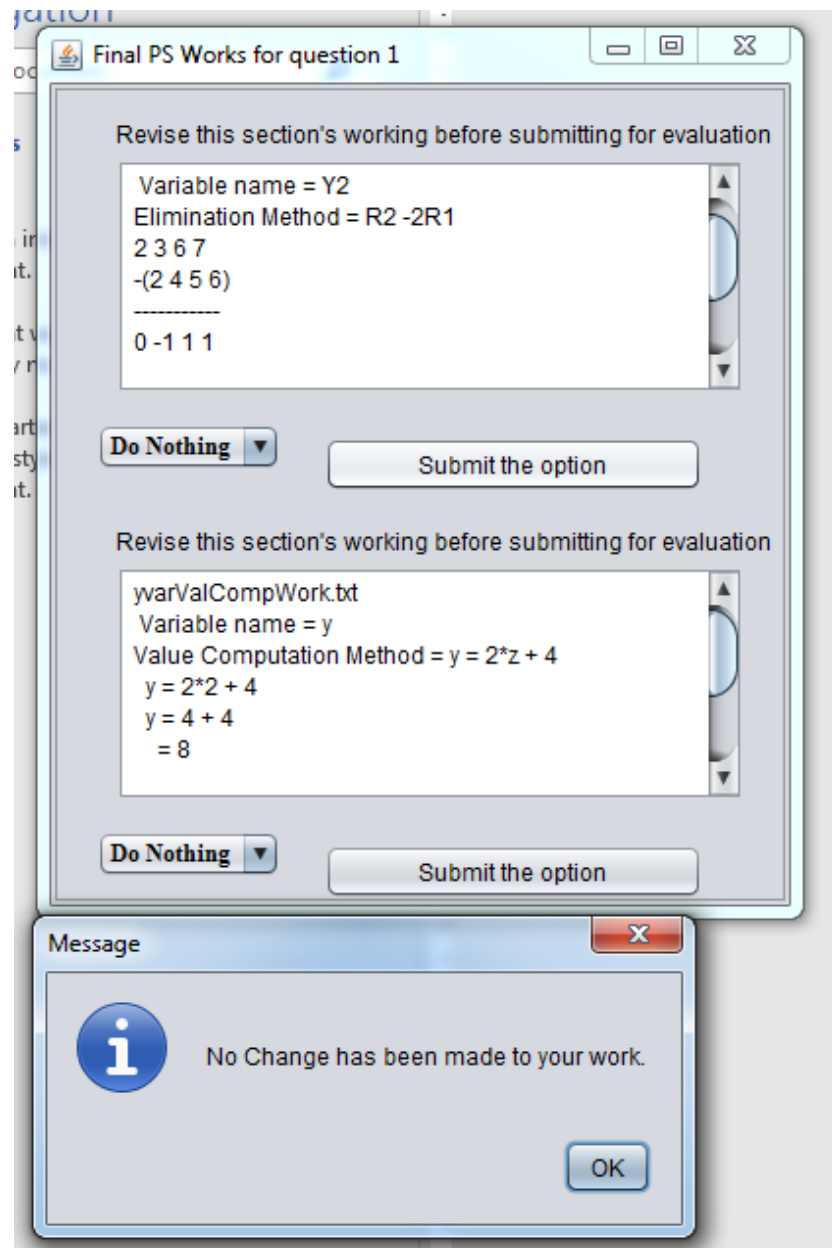 Final PS Works for question 1
Revise this section's working before submitting for evaluation
Variable name = Y2
Elimination Method = R2 -2R1
2 3 6 7
-(2 4 5 6)
-----------
0 -1 1 1
Do Nothing
Submit the option
Revise this section's working before submitting for evaluation
yvarValCompWork.txt
Variable name = y
Value Computation Method = y = 2*z + 4
y = 2*2 + 4
y = 4 + 4
= 8
Do Nothing
Submit the option
Message
No Change has been made to your work.
OK